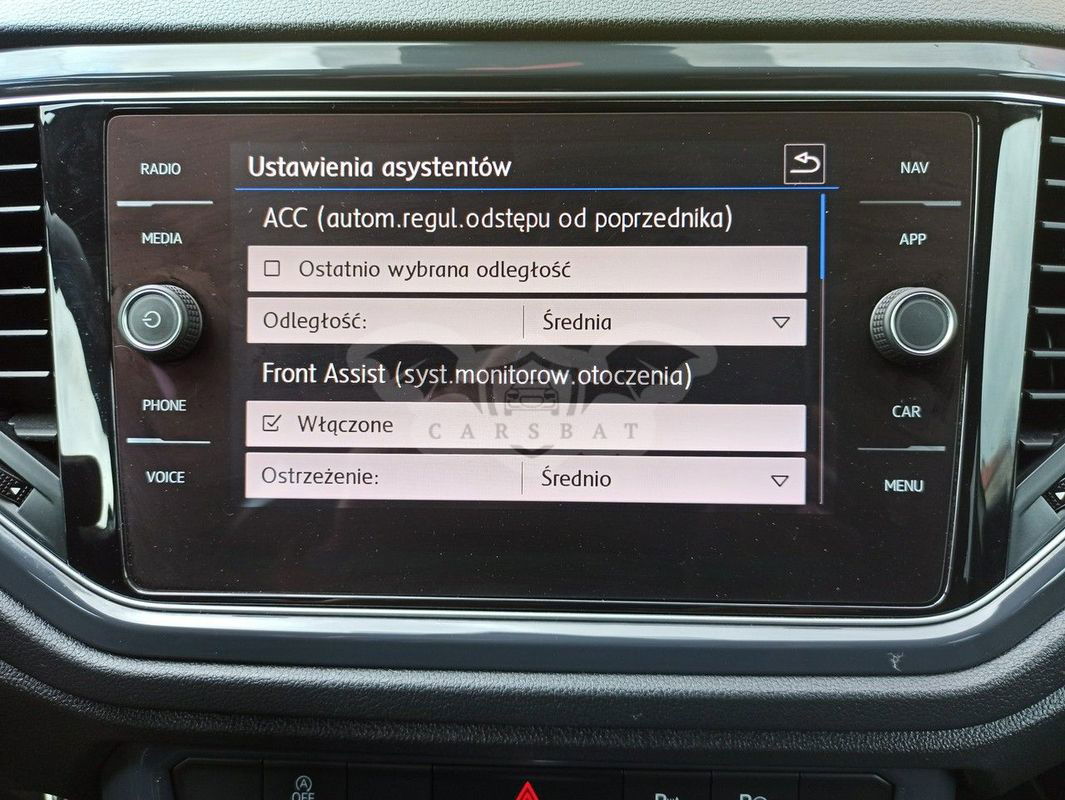 RADIO
MEDIA
PHONE
VOICE
Ustawienia asystentów
ACC (autom.regul.odstępu od poprzednika)
Ostatnio wybrana odległość
Odległość: Średnia
Front Assist (syst.monitorow.otoczenia)
CARSBAT
Włączone
Ostrzeżenie: Średnio
NAV
APP
CAR
MENU
A
OFF